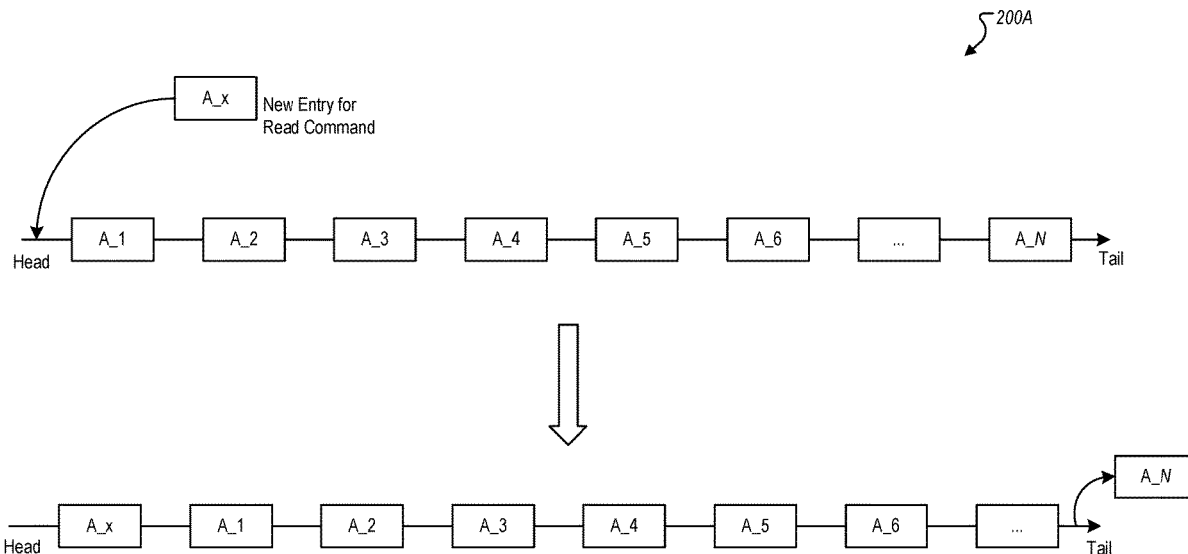 200A
A_x
New Entry for
Read Command
A_1 A_2 A_3 A_4 A_5 A_6 ... A_N
Head Tail
A_N
A_x A_1 A_2 A_3 A_4 A_5 A_6 ...
Head Tail